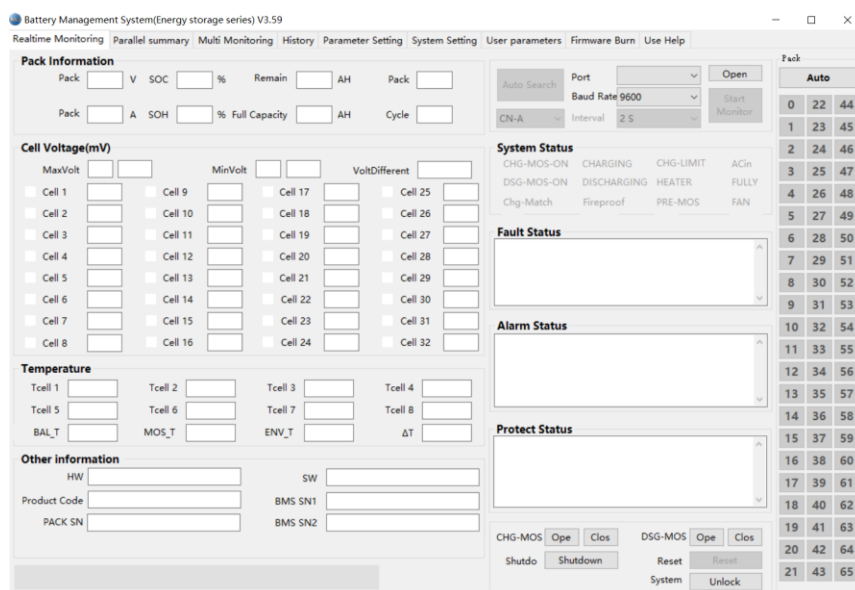 Battery Management System(Energy storage series) V3.59
Realtime Monitoring Parallel summary Multi Monitoring History Parameter Setting System Setting User parameters Firmware Burn Use Help
Pack Information
Pack V SOC % Remain AH Pack
Pack A SOH % Full Capacity AH Cycle
Cell Voltage(mV)
MaxVolt MinVolt VoltDifferent
Cell 1 Cell 9 Cell 17 Cell 25
Cell 2 Cell 10 Cell 18 Cell 26
Cell 3 Cell 11 Cell 19 Cell 27
Cell 4 Cell 12 Cell 20 Cell 28
Cell 5 Cell 13 Cell 21 Cell 29
Cell 6 Cell 14 Cell 22 Cell 30
Cell 7 Cell 15 Cell 23 Cell 31
Cell 8 Cell 16 Cell 24 Cell 32
Temperature
Tcell 1 Tcell 2 Tcell 3 Tcell 4
Tcell 5 Tcell 6 Tcell 7 Tcell 8
BAL_T MOS_T ENV_T ΔT
Other information
HW SW
Product Code BMS SN1
PACK SN BMS SN2
Auto Search Port Open
Baud Rate 9600 Start Monitor
CN-A Interval 2 S
System Status
CHG-MOS-ON CHARGING CHG-LIMIT ACin
DSG-MOS-ON DISCHARGING HEATER FULLY
Chg-Match Fireproof PRE-MOS FAN
Fault Status
Alarm Status
Protect Status
CHG-MOS Ope Clos DSG-MOS Ope Clos
Shutdo Shutdown Reset Reset
System Unlock
Pack
Auto
0 22 44
1 23 45
2 24 46
3 25 47
4 26 48
5 27 49
6 28 50
7 29 51
8 30 52
9 31 53
10 32 54
11 33 55
12 34 56
13 35 57
14 36 58
15 37 59
16 38 60
17 39 61
18 40 62
19 41 63
20 42 64
21 43 65